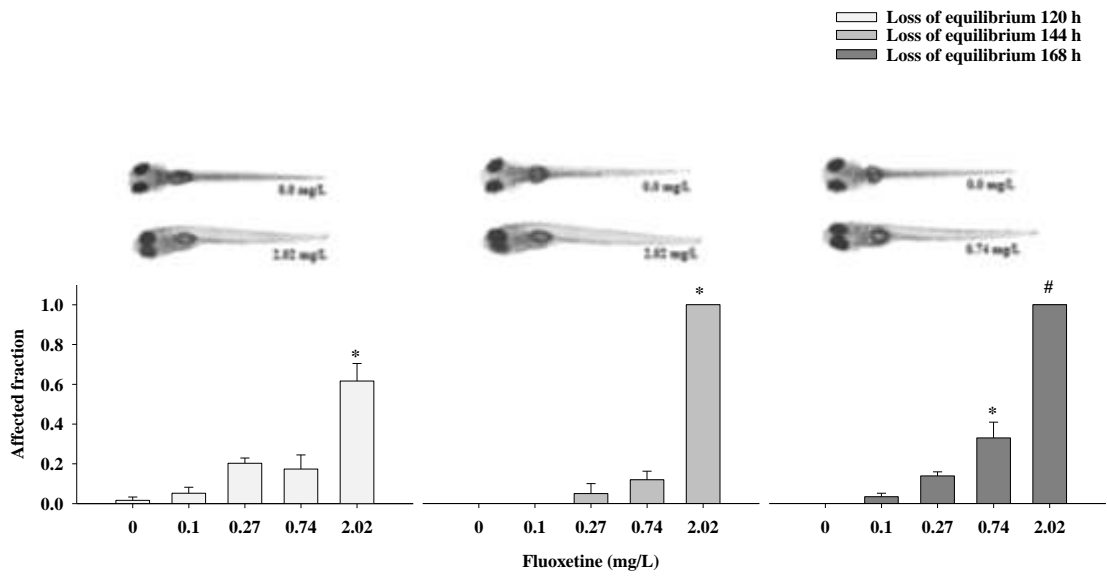 Loss of equilibrium 120 h
Loss of equilibrium 144 h
Loss of equilibrium 168 h
0.0 mg/L
0.0 mg/L
0.0 mg/L
2.02 mg/L
2.02 mg/L
0.74 mg/L
Affected fraction
1.0
0.8
0.6
0.4
0.2
0.0
*
*
*
#
0 0.1 0.27 0.74 2.02
0 0.1 0.27 0.74 2.02
0 0.1 0.27 0.74 2.02
Fluoxetine (mg/L)